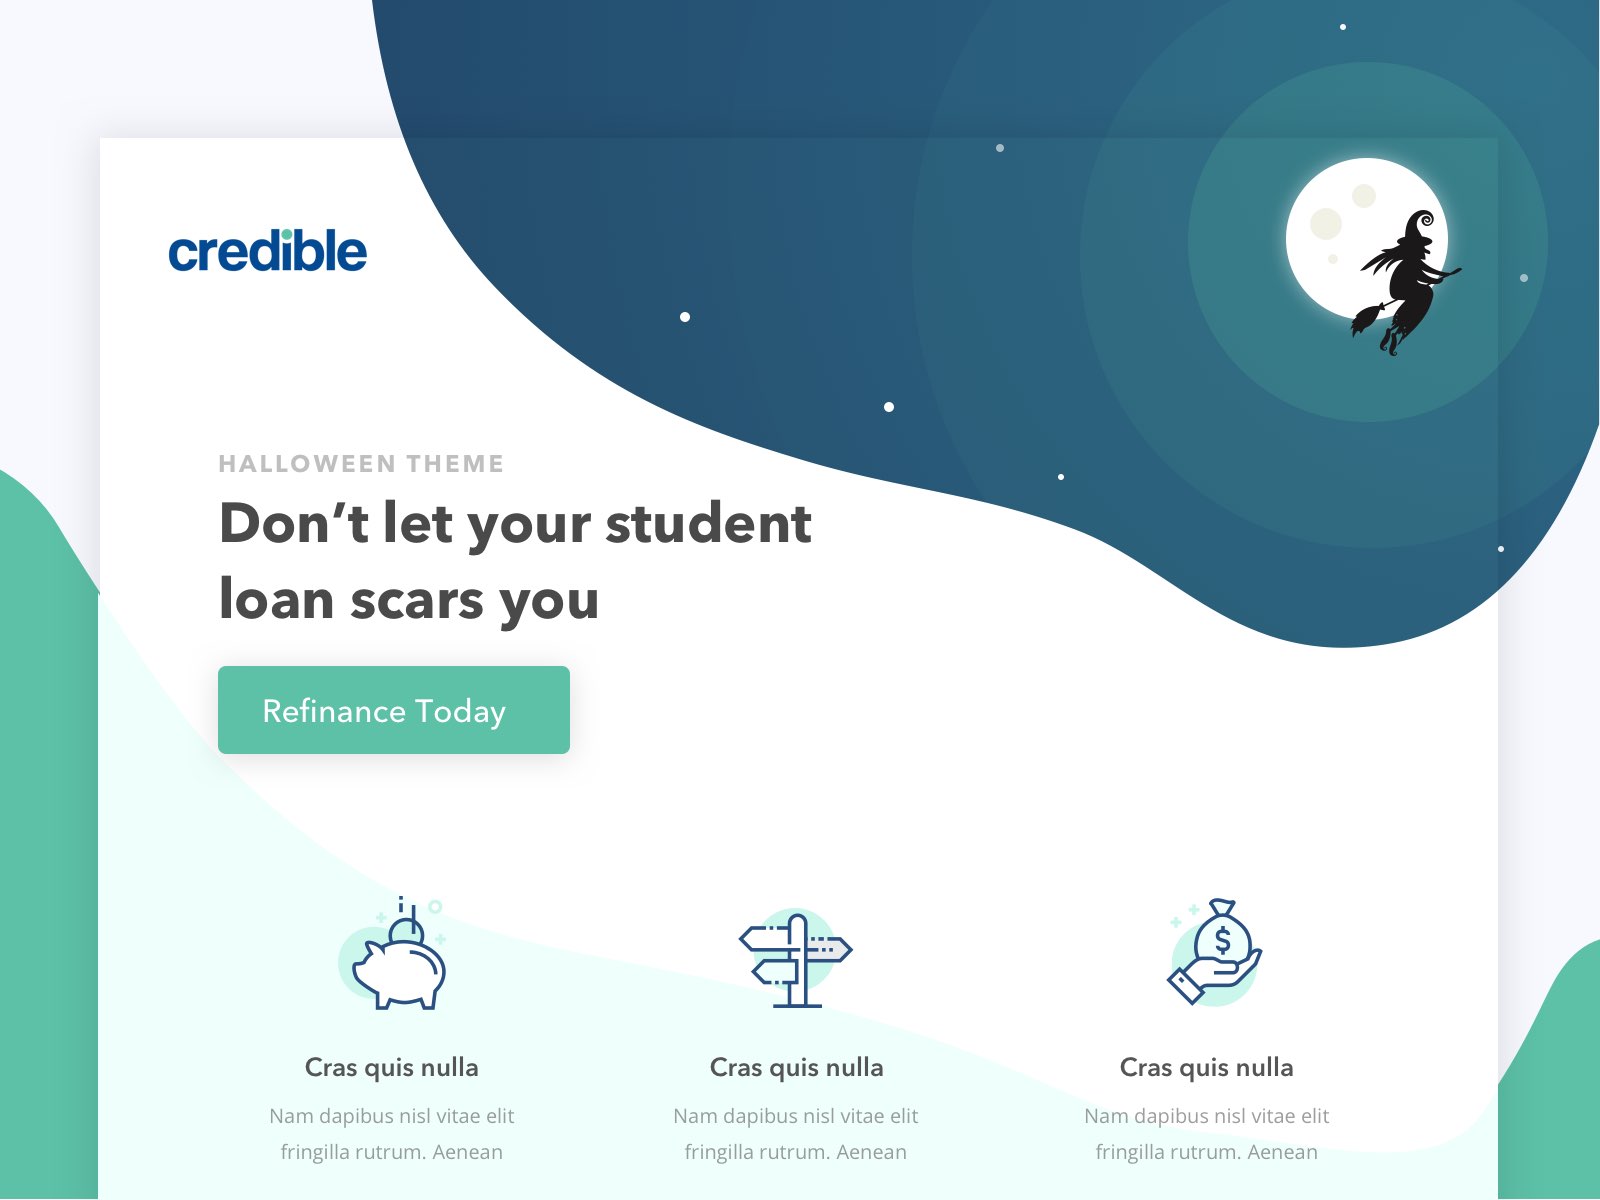 credible
HALLOWEEN THEME
Don’t let your student
loan scars you
Refinance Today
$
Cras quis nulla
Nam dapibus nisl vitae elit
fringilla rutrum. Aenean
Cras quis nulla
Nam dapibus nisl vitae elit
fringilla rutrum. Aenean
Cras quis nulla
Nam dapibus nisl vitae elit
fringilla rutrum. Aenean